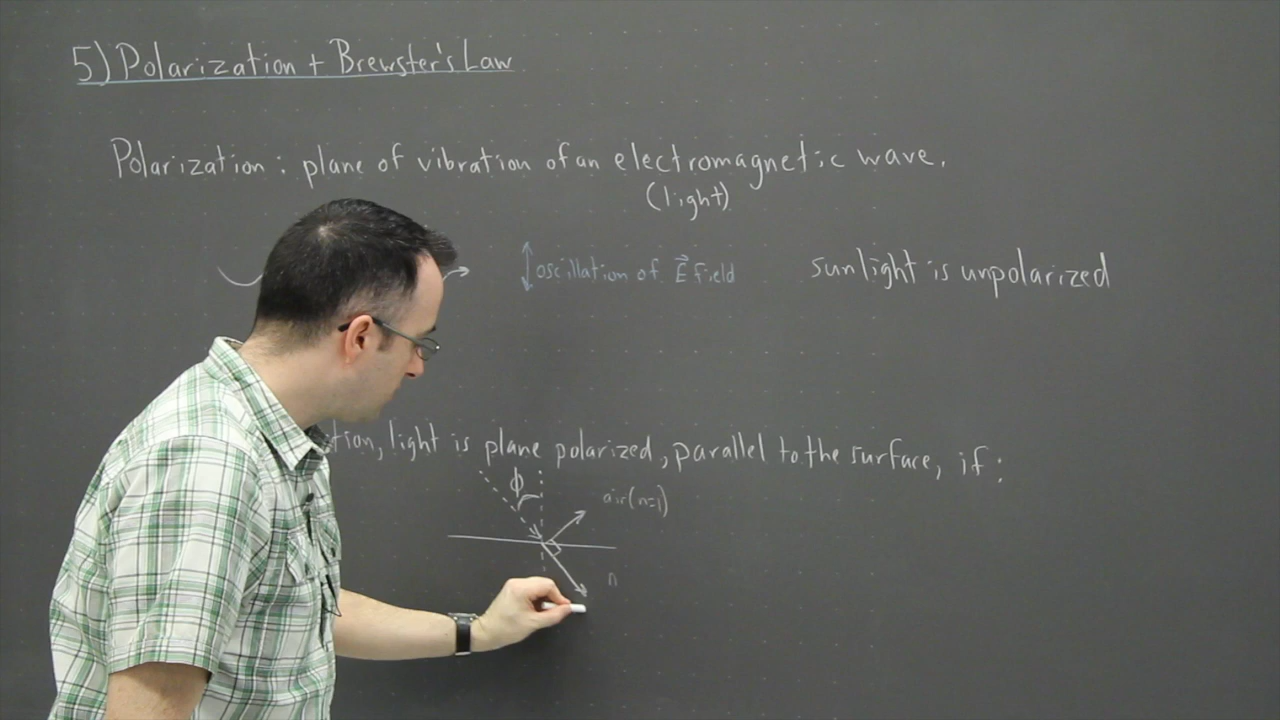 5) Polarization + Brewster's Law
Polarization: plane of vibration of an electromagnetic wave.
(light)
oscillation of E⃗ field
sunlight is unpolarized
tion, light is plane polarized, parallel to the surface, if:
ϕ
air (n=1)
n